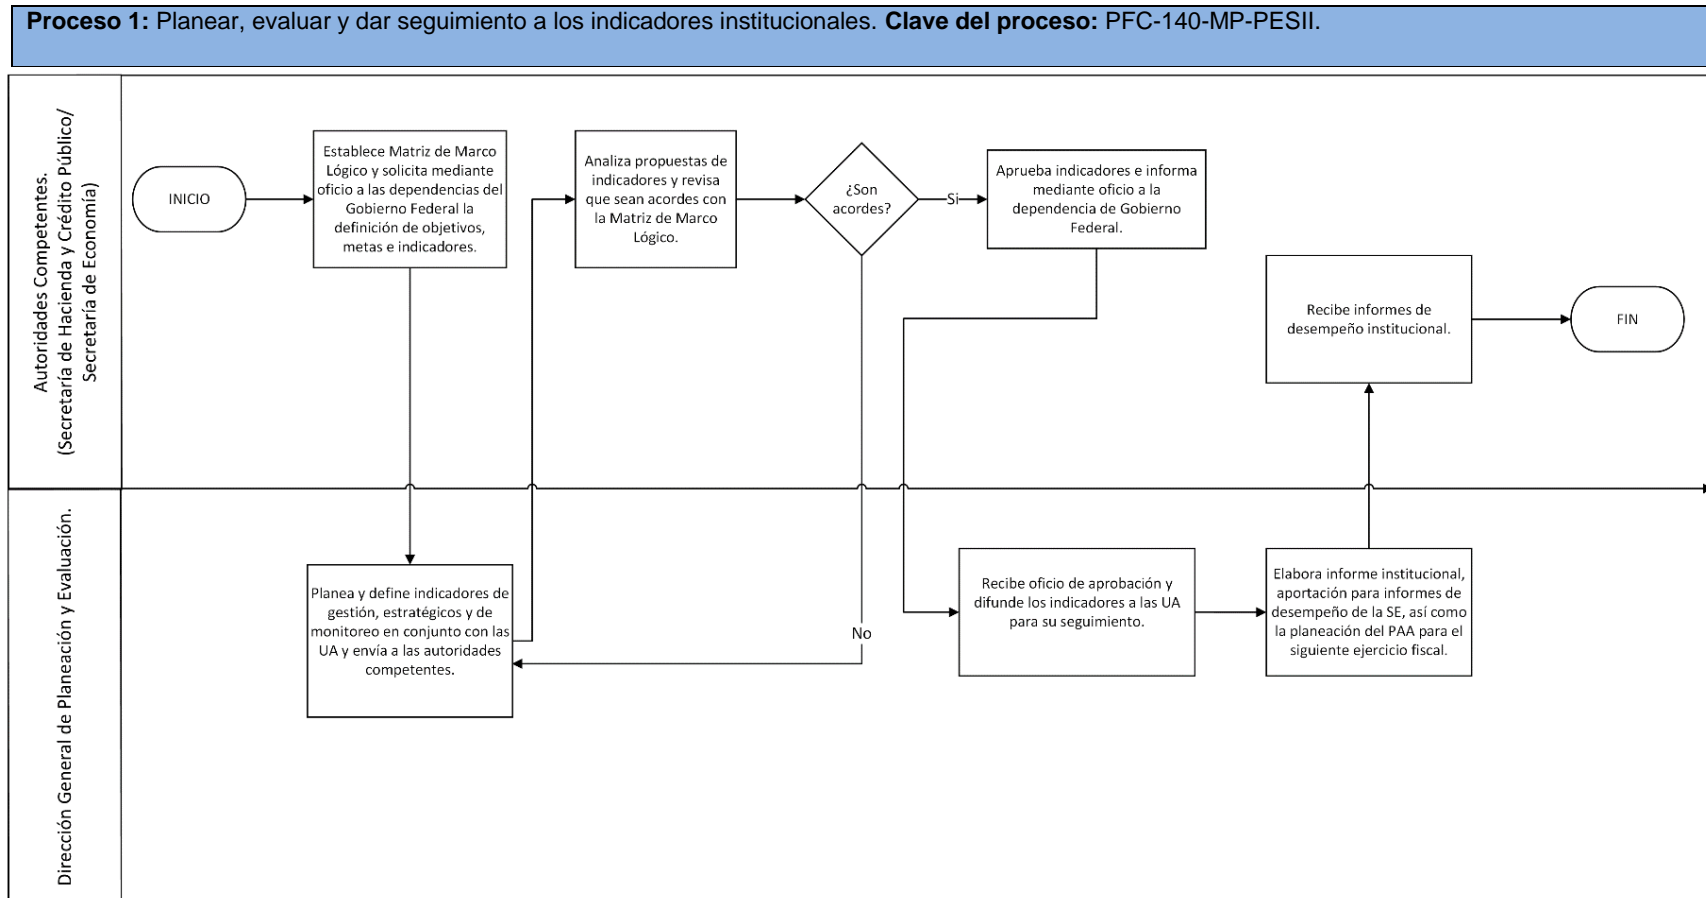 Proceso 1: Planear, evaluar y dar seguimiento a los indicadores institucionales. Clave del proceso: PFC-140-MP-PESII.
Autoridades Competentes.
(Secretaría de Hacienda y Crédito Público/
Secretaría de Economía)
INICIO
Establece Matriz de Marco
Lógico y solicita mediante
oficio a las dependencias del
Gobierno Federal la
definición de objetivos,
metas e indicadores.
Analiza propuestas de
indicadores y revisa
que sean acordes con
la Matriz de Marco
Lógico.
¿Son
acordes?
Si
Aprueba indicadores e informa
mediante oficio a la
dependencia de Gobierno
Federal.
Recibe informes de
desempeño institucional.
FIN
Dirección General de Planeación y Evaluación.
Planea y define indicadores de
gestión, estratégicos y de
monitoreo en conjunto con las
UA y envía a las autoridades
competentes.
No
Recibe oficio de aprobación y
difunde los indicadores a las UA
para su seguimiento.
Elabora informe institucional,
aportación para informes de
desempeño de la SE, así como
la planeación del PAA para el
siguiente ejercicio fiscal.